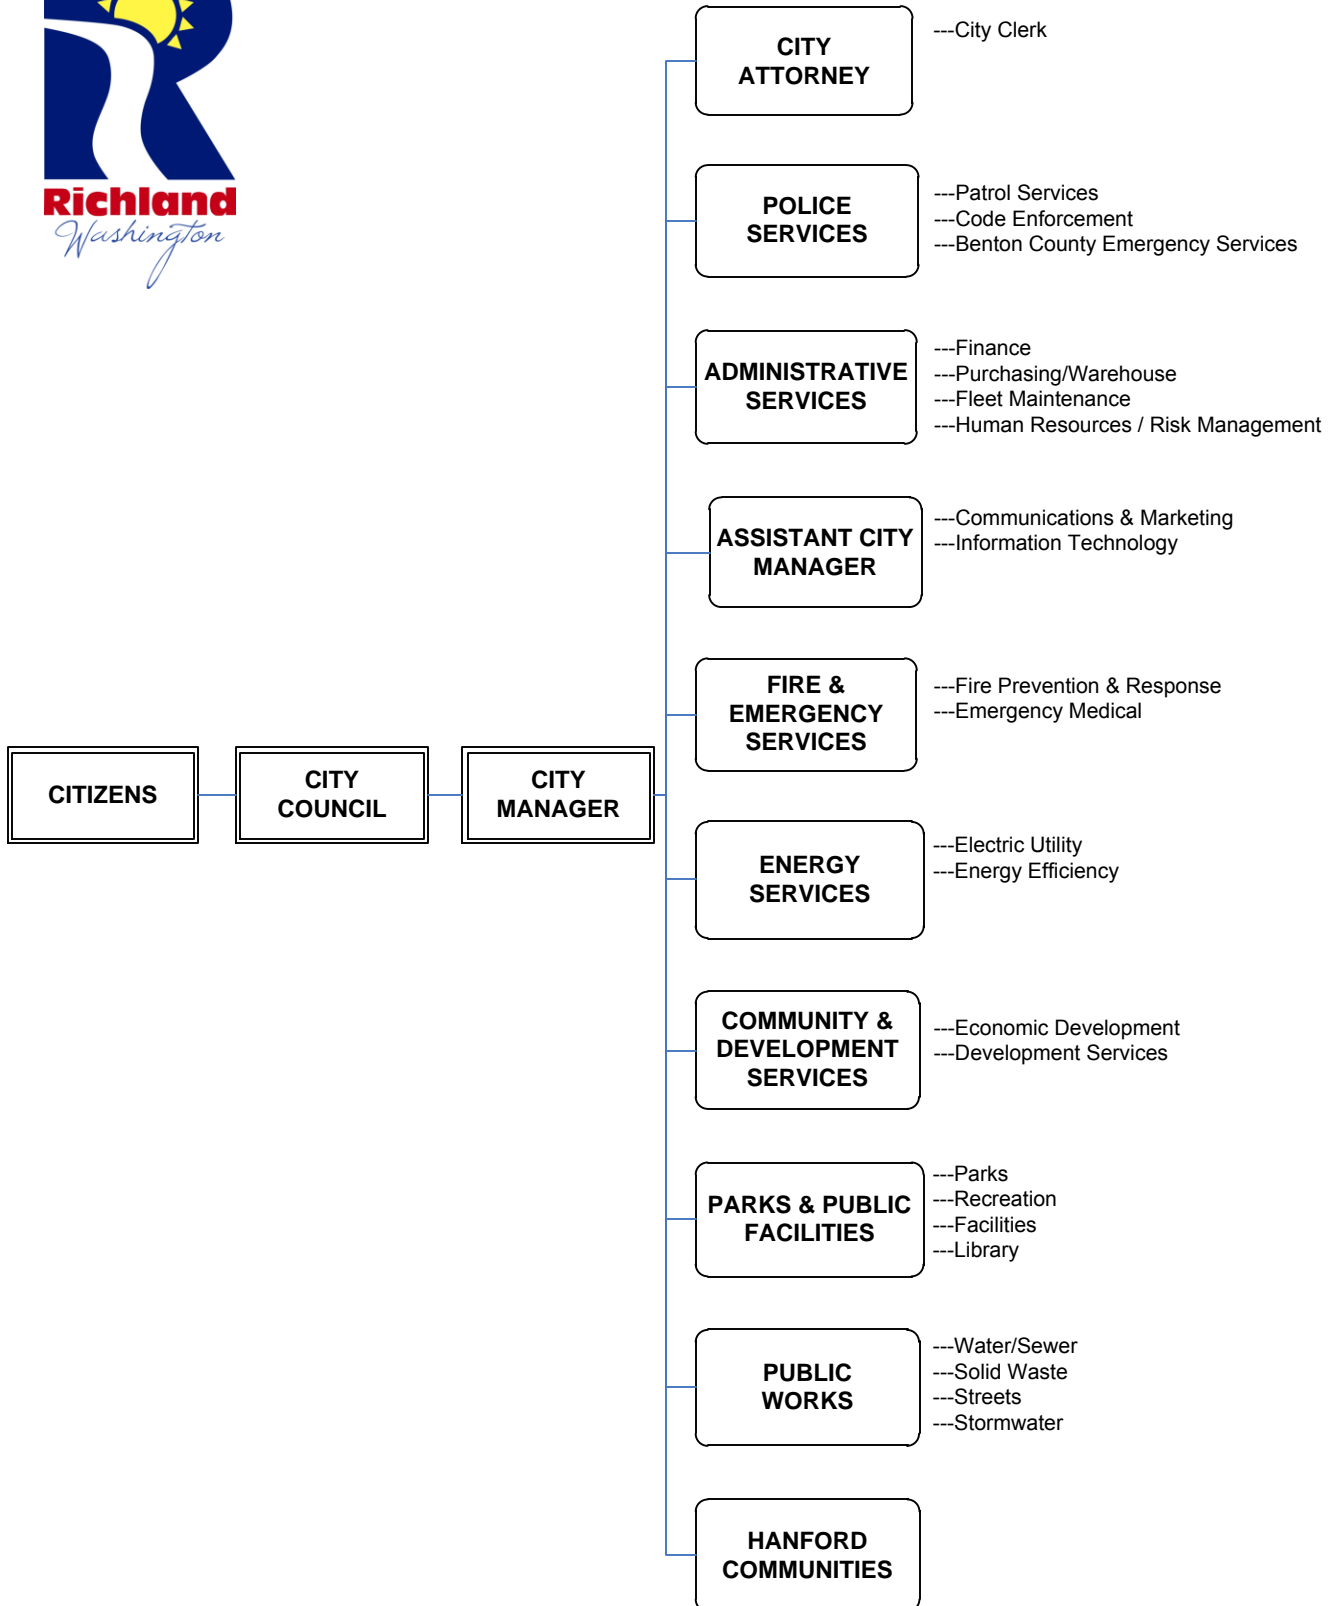 Richland
Washington
CITY
ATTORNEY
---City Clerk
POLICE
SERVICES
---Patrol Services
---Code Enforcement
---Benton County Emergency Services
ADMINISTRATIVE
SERVICES
---Finance
---Purchasing/Warehouse
---Fleet Maintenance
---Human Resources / Risk Management
ASSISTANT CITY
MANAGER
---Communications & Marketing
---Information Technology
FIRE &
EMERGENCY
SERVICES
---Fire Prevention & Response
---Emergency Medical
CITIZENS
CITY
COUNCIL
CITY
MANAGER
ENERGY
SERVICES
---Electric Utility
---Energy Efficiency
COMMUNITY &
DEVELOPMENT
SERVICES
---Economic Development
---Development Services
PARKS & PUBLIC
FACILITIES
---Parks
---Recreation
---Facilities
---Library
PUBLIC
WORKS
---Water/Sewer
---Solid Waste
---Streets
---Stormwater
HANFORD
COMMUNITIES